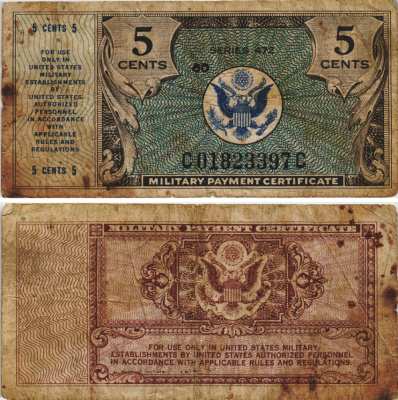 5 CENTS 5
FOR USE
ONLY IN
UNITED STATES
MILITARY
ESTABLISHMENTS
BY
UNITED STATES
AUTHORIZED
PERSONNEL
IN ACCORDANCE
WITH
APPLICABLE
RULES AND
REGULATIONS
5 CENTS 5
5
CENTS
SERIES 472
60
5
CENTS
C01823397C
MILITARY PAYMENT CERTIFICATE
MILITARY PAYMENT CERTIFICATE
FOR USE ONLY IN UNITED STATES MILITARY
ESTABLISHMENTS BY UNITED STATES AUTHORIZED PERSONNEL
IN ACCORDANCE WITH APPLICABLE RULES AND REGULATIONS